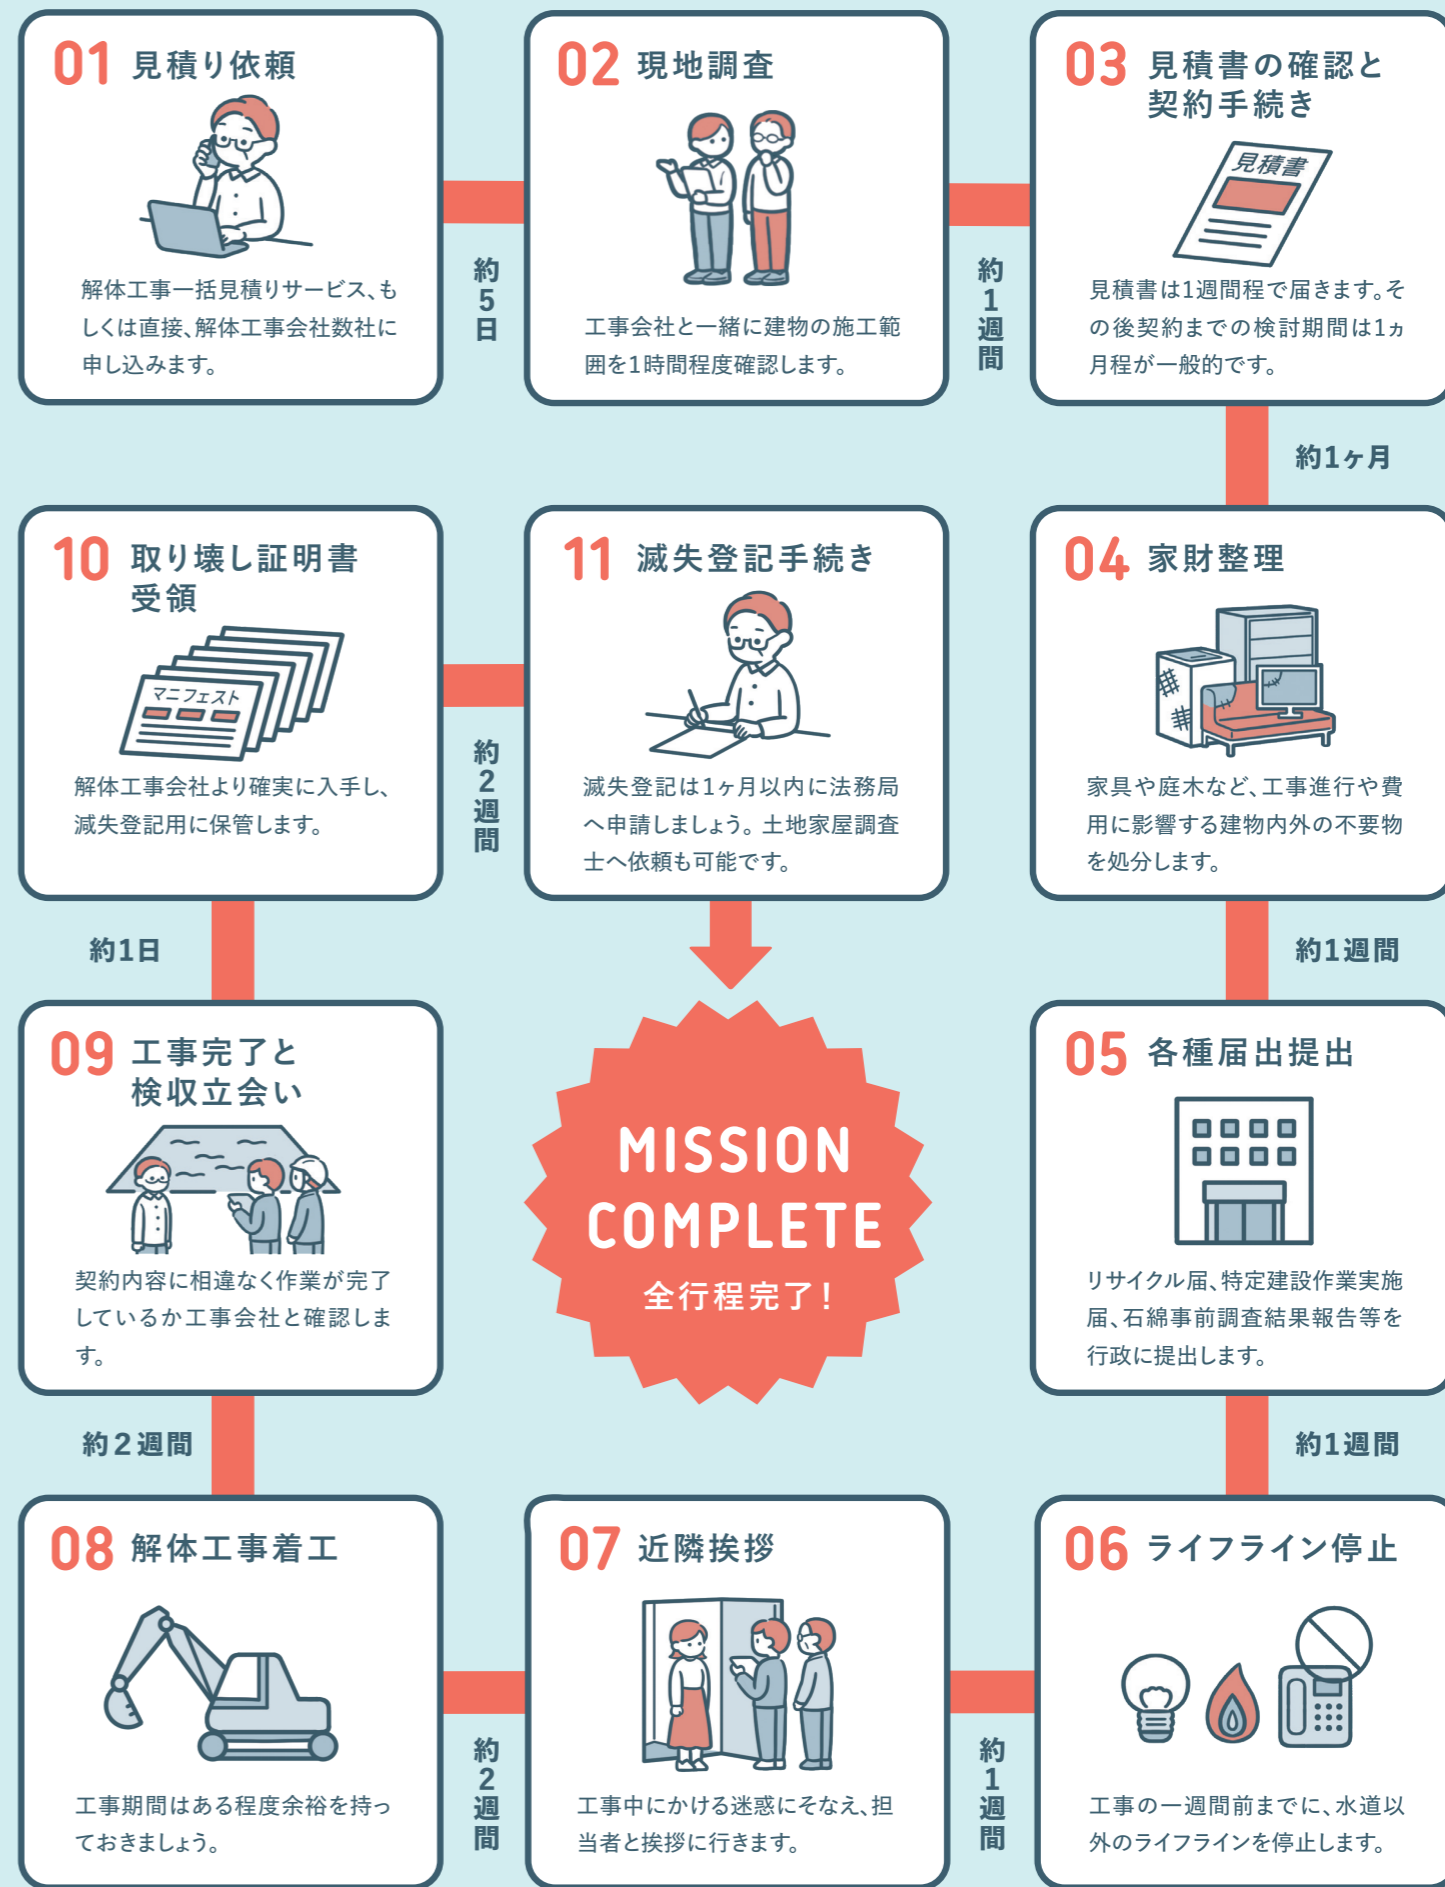 01 見積り依頼
解体工事一括見積りサービス、も
しくは直接、解体工事会社数社に
申し込みます。
約5日
02 現地調査
工事会社と一緒に建物の施工範
囲を1時間程度確認します。
約1週間
03 見積書の確認と
契約手続き
見積書
見積書は1週間程で届きます。そ
の後契約までの検討期間は1ヵ
月程が一般的です。
約1ヶ月
04 家財整理
家具や庭木など、工事進行や費
用に影響する建物内外の不要物
を処分します。
約1週間
05 各種届出提出
リサイクル届、特定建設作業実施
届、石綿事前調査結果報告等を
行政に提出します。
約1週間
06 ライフライン停止
工事の一週間前までに、水道以
外のライフラインを停止します。
約1週間
07 近隣挨拶
工事中にかける迷惑にそなえ、担
当者と挨拶に行きます。
約2週間
08 解体工事着工
工事期間はある程度余裕を持っ
ておきましょう。
約2週間
09 工事完了と
検収立会い
契約内容に相違なく作業が完了
しているか工事会社と確認しま
す。
約1日
10 取り壊し証明書
受領
マニフェスト
解体工事会社より確実に入手し、
滅失登記用に保管します。
約2週間
11 滅失登記手続き
滅失登記は1ヶ月以内に法務局
へ申請しましょう。土地家屋調査
士へ依頼も可能です。
MISSION
COMPLETE
全行程完了!